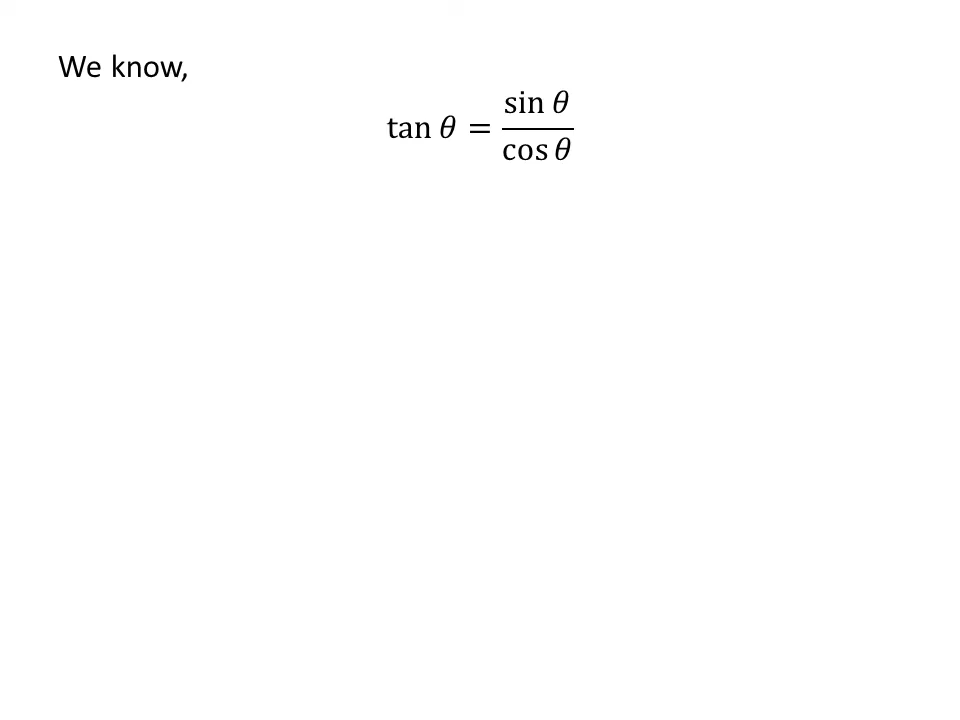 We know,
tan θ = sin θ / cos θ